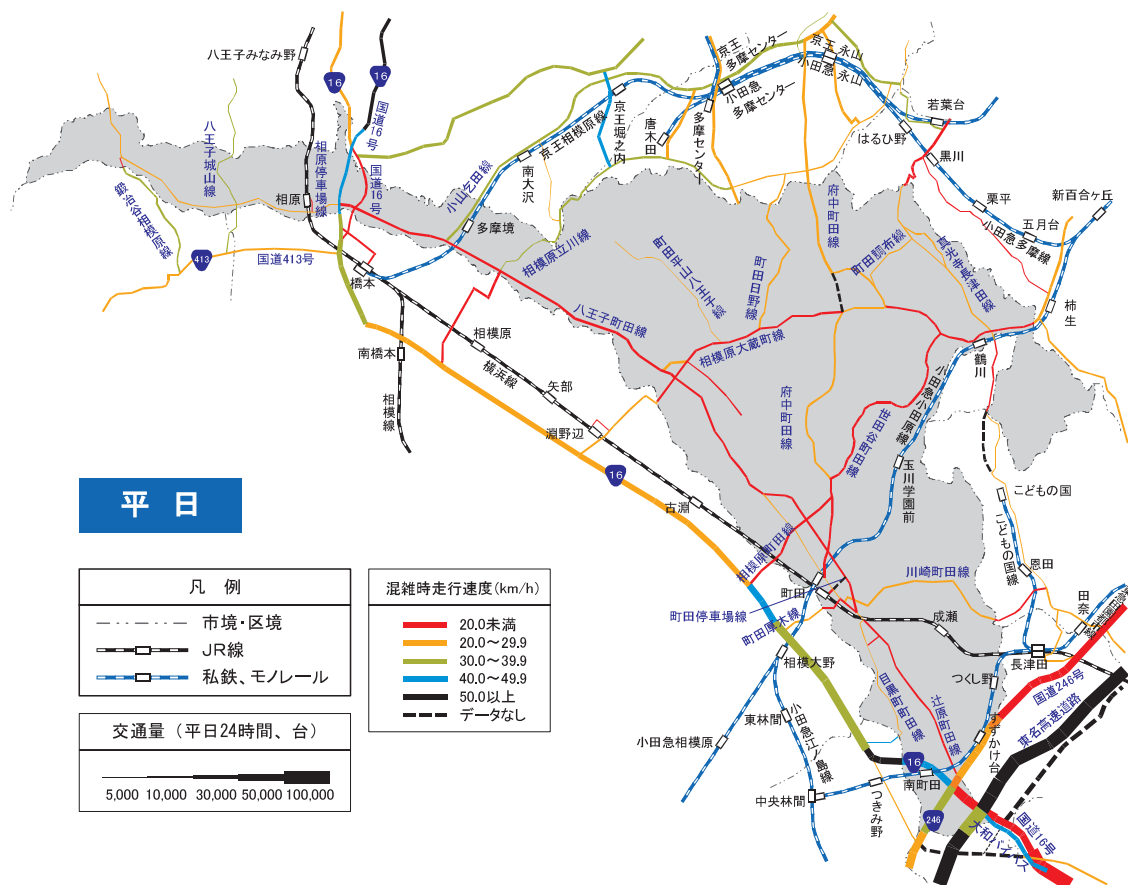 八王子みなみ野
16
16
国道16号
京王
多摩センター
小田急
多摩センター
多摩センター
京王 永山
小田急 永山
若葉台
はるひ野
黒川
栗平
五月台
新百合ヶ丘
小田急多摩線
柿生
唐木田
京王堀之内
京王相模原線
南大沢
小山乞田線
多摩境
八王子城山線
鍛冶谷相模原線
相原停車場線
国道16号
相原
413
国道413号
橋本
相模原立川線
町田平山八王子線
町田日野線
府中町田線
町田調布線
真光寺長津田線
八王子町田線
相模原大蔵町線
鶴川
南橋本
相模原
横浜線
矢部
相模線
淵野辺
府中町田線
世田谷町田線
小田急小田原線
玉川学園前
16
古淵
平 日
こどもの国
こどもの国線
恩田
相模原町田線
川崎町田線
町田
町田停車場線
町田厚木線
成瀬
田奈
長津田
つくし野
国道246号
東名高速道路
すずかけ台
相模大野
東林間
小田急江ノ島線
小田急相模原
中央林間
つきみ野
目黒町町田線
辻原町田線
16
南町田
246
大和バイパス
国道16号
凡 例
市境・区境
JR線
私鉄、モノレール
交通量（平日24時間、台）
5,000 10,000 30,000 50,000 100,000
混雑時走行速度(km/h)
20.0未満
20.0～29.9
30.0～39.9
40.0～49.9
50.0以上
データなし